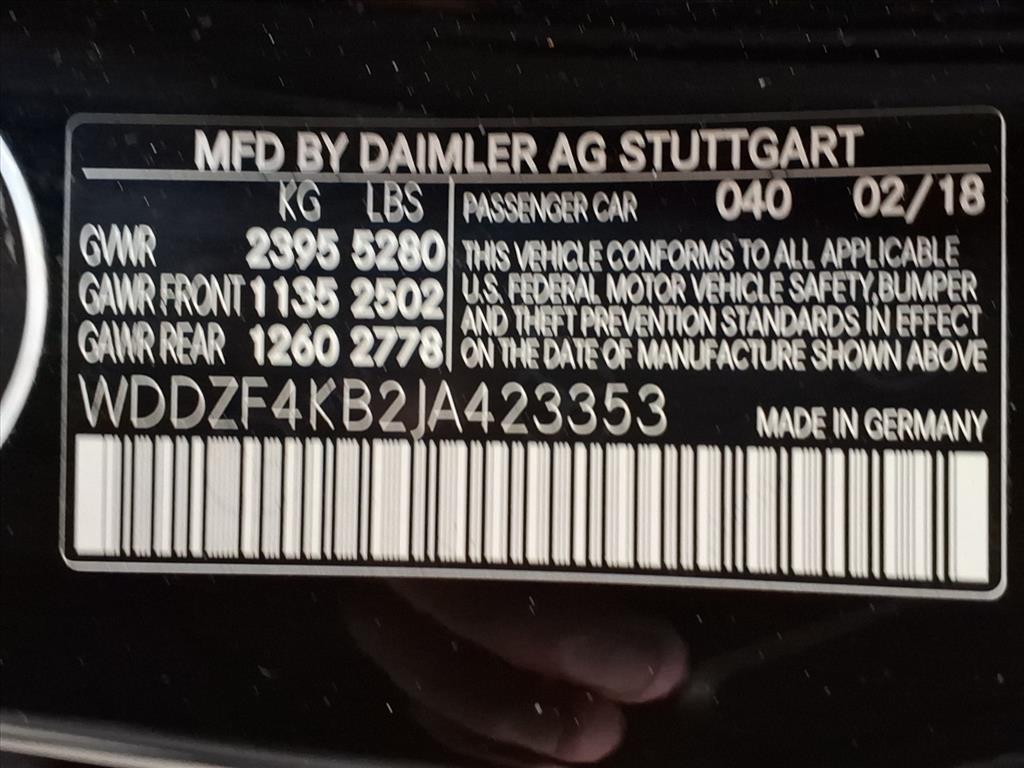 MFD BY DAIMLER AG STUTTGART
KG LBS
GVWR 2395 5280
GAWR FRONT 1135 2502
GAWR REAR 1260 2778
PASSENGER CAR 040 02/18
THIS VEHICLE CONFORMS TO ALL APPLICABLE
U.S. FEDERAL MOTOR VEHICLE SAFETY, BUMPER
AND THEFT PREVENTION STANDARDS IN EFFECT
ON THE DATE OF MANUFACTURE SHOWN ABOVE
WDDZF4KB2JA423353
MADE IN GERMANY